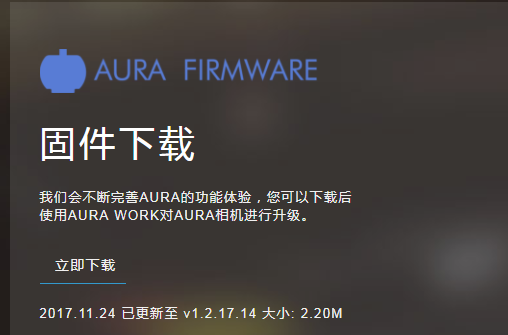 AURA FIRMWARE
固件下载
我们会不断完善AURA的功能体验，您可以下载后
使用AURA WORK对AURA相机进行升级。
立即下载
2017.11.24 已更新至 v1.2.17.14 大小: 2.20M